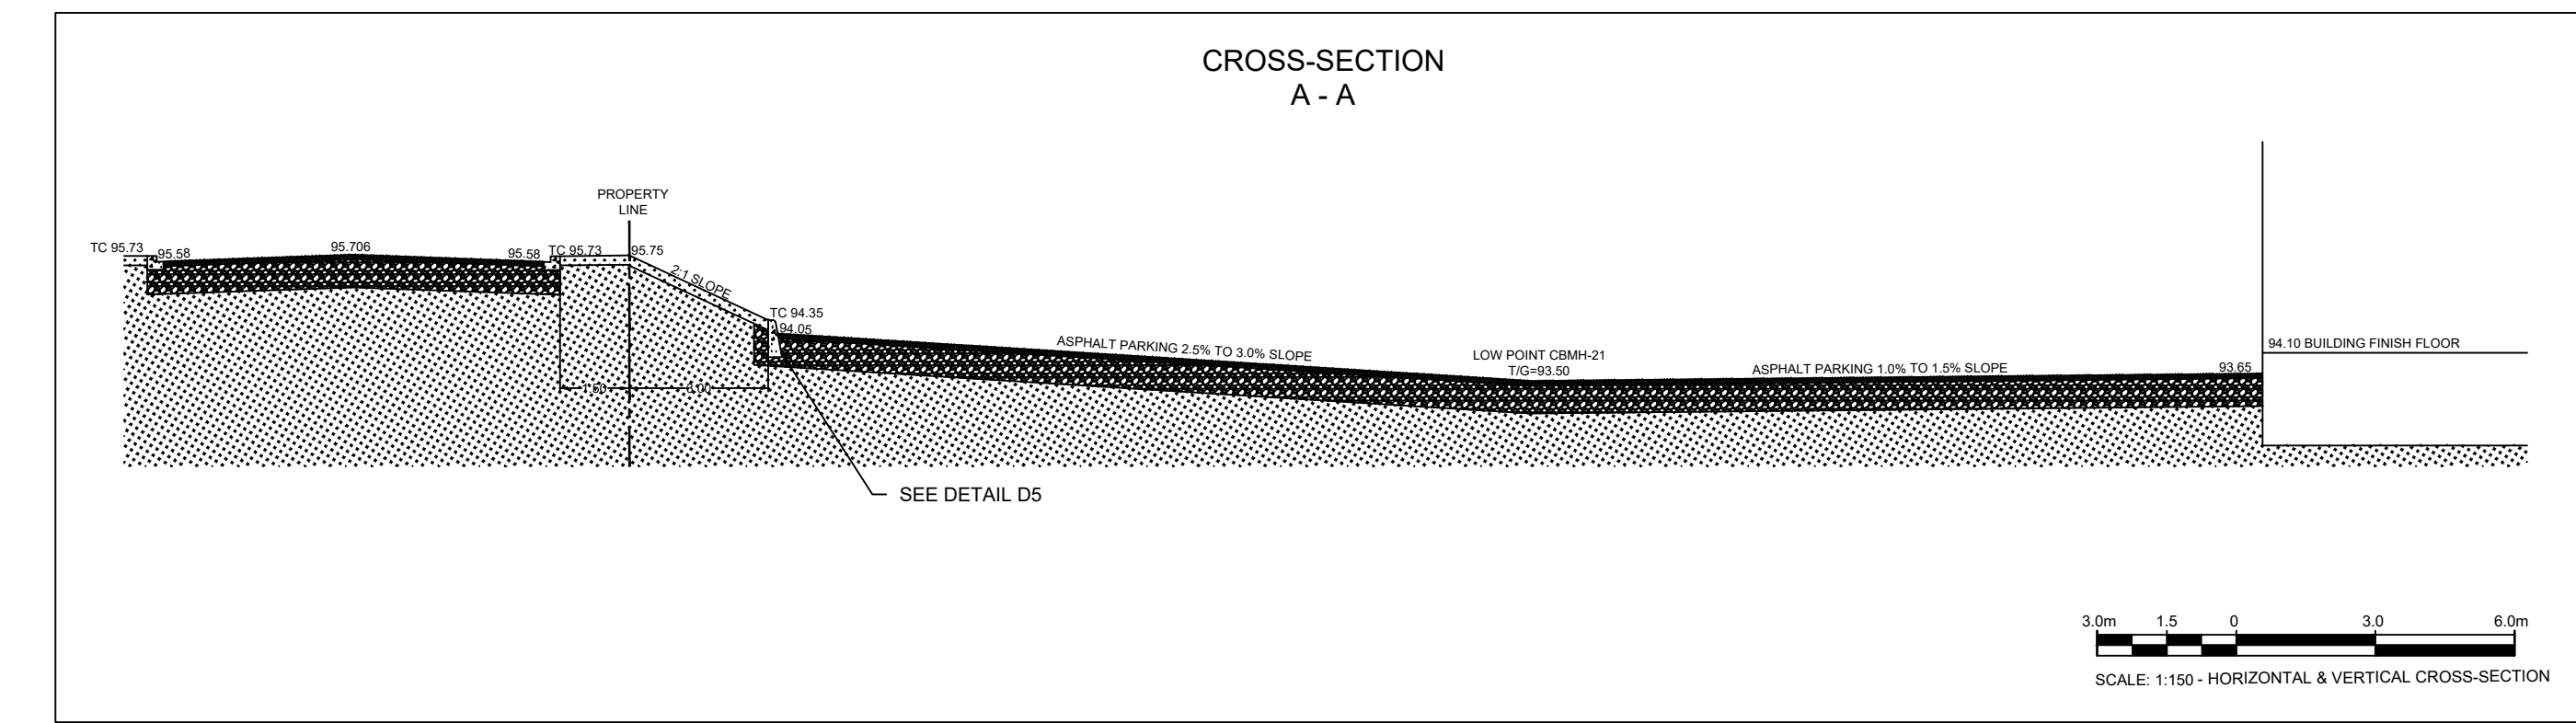 CROSS-SECTION
A - A
PROPERTY
LINE
TC 95.73
95.58
95.706
95.58
TC 95.73
95.75
2:1 SLOPE
TC 94.35
94.05
ASPHALT PARKING 2.5% TO 3.0% SLOPE
LOW POINT CBMH-21
T/G=93.50
ASPHALT PARKING 1.0% TO 1.5% SLOPE
93.65
94.10 BUILDING FINISH FLOOR
1.50
3.00
SEE DETAIL D5
3.0m 1.5 0 3.0 6.0m
SCALE: 1:150 - HORIZONTAL & VERTICAL CROSS-SECTION